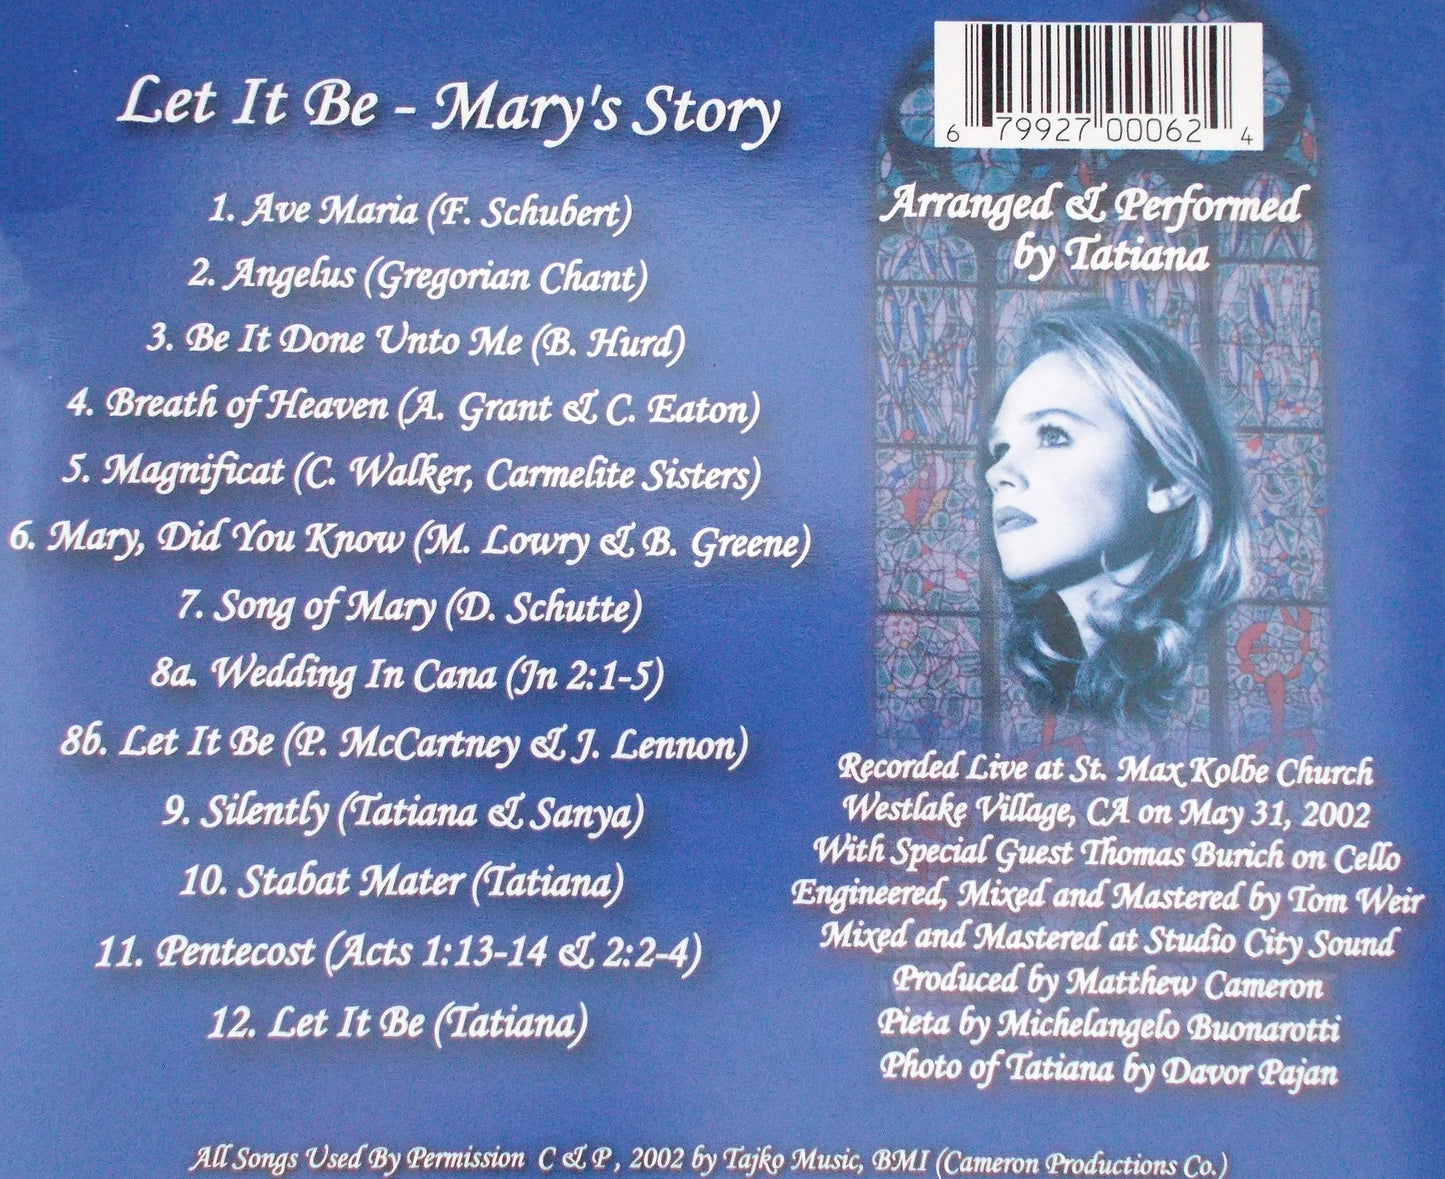 Let It Be - Mary's Story
1. Ave Maria (F. Schubert)
2. Angelus (Gregorian Chant)
3. Be It Done Unto Me (B. Hurd)
4. Breath of Heaven (A. Grant & C. Eaton)
5. Magnificat (C. Walker, Carmelite Sisters)
6. Mary, Did You Know (M. Lowry & B. Greene)
7. Song of Mary (D. Schutte)
8a. Wedding In Cana (Jn 2:1-5)
8b. Let It Be (P. McCartney & J. Lennon)
9. Silently (Tatiana & Sanya)
10. Stabat Mater (Tatiana)
11. Pentecost (Acts 1:13-14 & 2:2-4)
12. Let It Be (Tatiana)
6 79927 00062 4
Arranged & Performed
by Tatiana
Recorded Live at St. Max Kolbe Church
Westlake Village, CA on May 31, 2002
With Special Guest Thomas Burich on Cello
Engineered, Mixed and Mastered by Tom Weir
Mixed and Mastered at Studio City Sound
Produced by Matthew Cameron
Pieta by Michelangelo Buonarotti
Photo of Tatiana by Davor Pajan
All Songs Used By Permission C & P, 2002 by Tajko Music, BMI (Cameron Productions Co.)